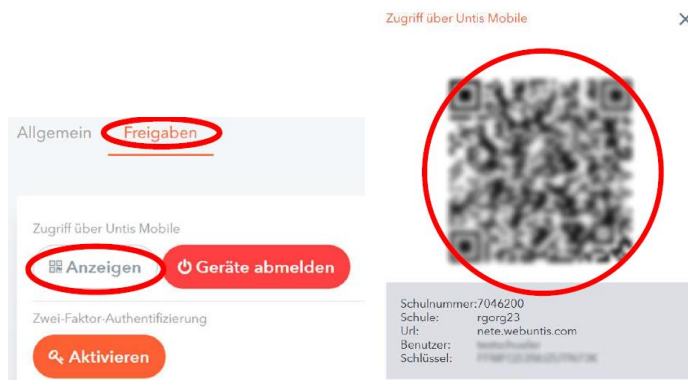 Allgemein Freigaben
Zugriff über Untis Mobile
Anzeigen Geräte abmelden
Zwei-Faktor-Authentifizierung
Aktivieren
Zugriff über Untis Mobile
Schulnummer:7046200
Schule: rgorg23
Url: nete.webuntis.com
Benutzer:
Schlüssel: